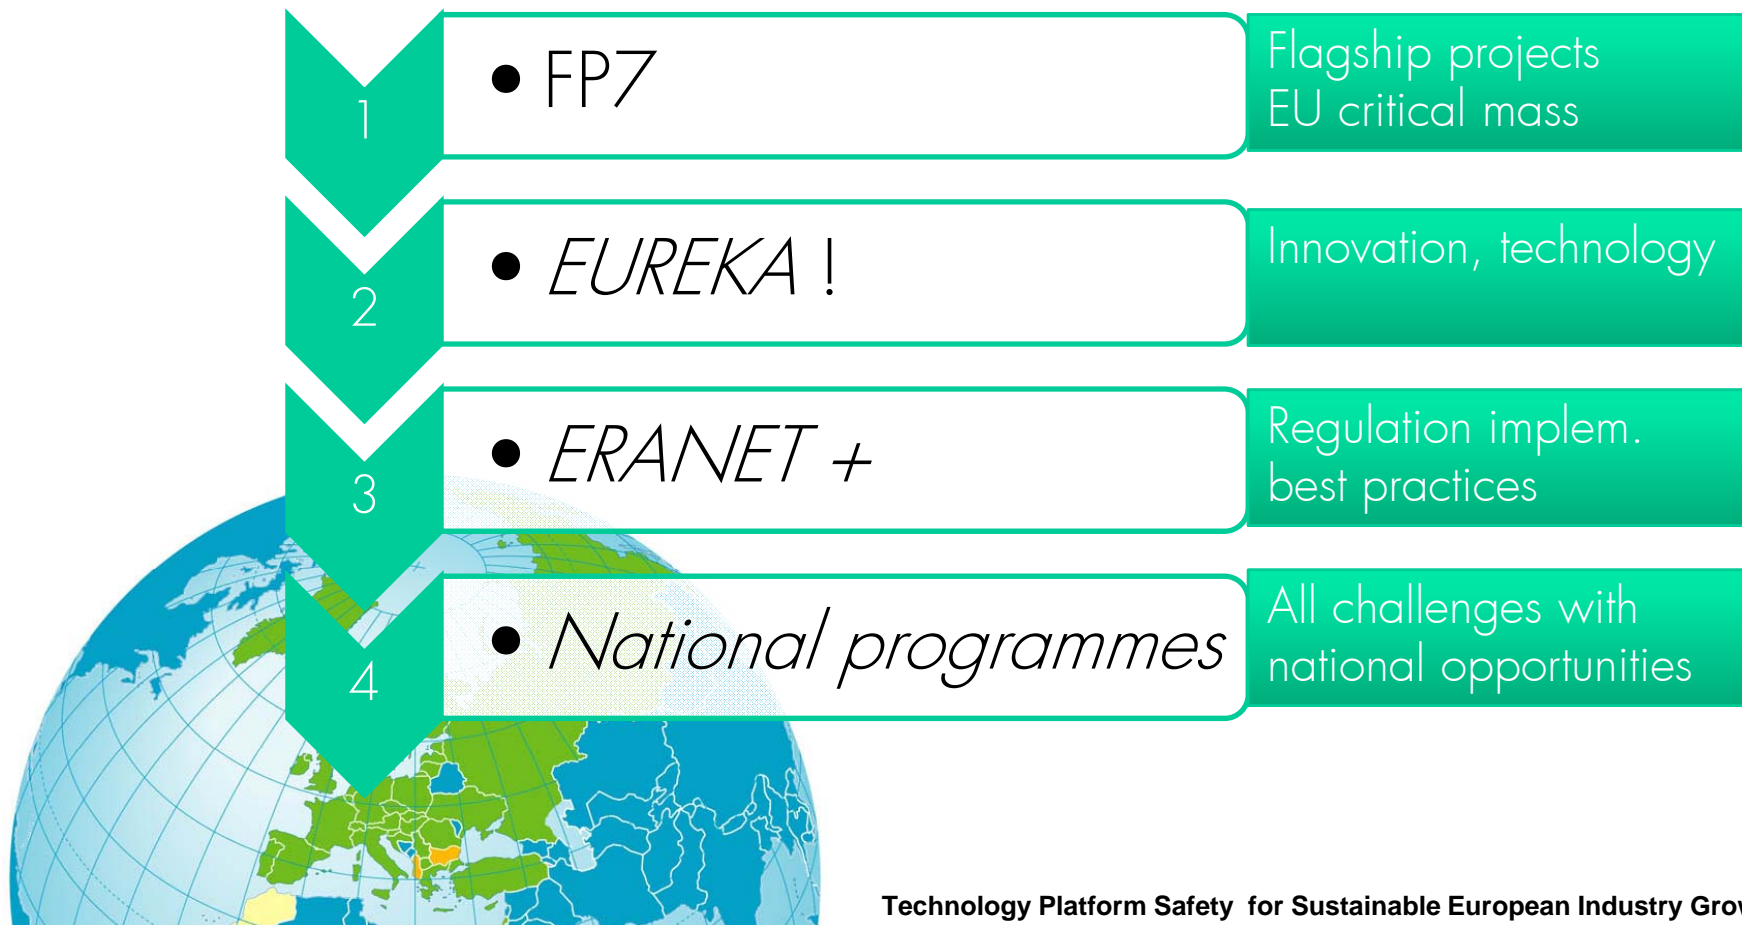 1
• FP7
Flagship projects
EU critical mass
2
• EUREKA !
Innovation, technology
3
• ERANET +
Regulation implem.
best practices
4
• National programmes
All challenges with
national opportunities
Technology Platform Safety for Sustainable European Industry